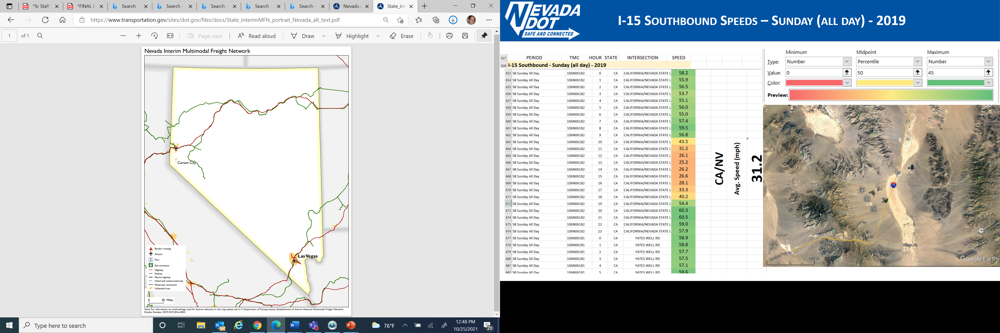 *Sr Staff
*FINAL E
Search -
Search -
Search -
Search -
Search -
Nevada.p
State_int
https://www.transportation.gov/sites/dot.gov/files/docs/State_interimMFN_portrait_Nevada_alt_text.pdf
1 of 1
Page view
Read aloud
Draw
Highlight
Erase
Nevada Interim Multimodal Freight Network
Carson City
Las Vegas
Border crossing
Airport
Port
Rail connector
Highway
Railway
Marine highway
Inland and coastal waterway
Waterway connection
Urbanized area
0 30 Miles
Note: For information on methodology used for feature selection in this map, please see U.S. Department of Transportation, Establishment of Interim National Multimodal Freight Network,
Docket Number: DOT-OST-2016-0053.
Type here to search
76°F
12:48 PM
10/25/2021
20
NEVADA
DOT
SAFE AND CONNECTED
I-15 SOUTHBOUND SPEEDS – SUNDAY (ALL DAY) - 2019
627 PERIOD TMC HOUR STATE INTERSECTION SPEED
628 I-15 Southbound - Sunday (all day) - 2019
653 SB Sunday All Day 106N06182 0 CA CALIFORNIA/NEVADA STATE L 58.2
654 SB Sunday All Day 106N06182 1 CA CALIFORNIA/NEVADA STATE L 55.9
655 SB Sunday All Day 106N06182 2 CA CALIFORNIA/NEVADA STATE L 56.5
656 SB Sunday All Day 106N06182 3 CA CALIFORNIA/NEVADA STATE L 53.7
657 SB Sunday All Day 106N06182 4 CA CALIFORNIA/NEVADA STATE L 55.1
658 SB Sunday All Day 106N06182 5 CA CALIFORNIA/NEVADA STATE L 56.0
659 SB Sunday All Day 106N06182 6 CA CALIFORNIA/NEVADA STATE L 55.0
660 SB Sunday All Day 106N06182 7 CA CALIFORNIA/NEVADA STATE L 57.4
661 SB Sunday All Day 106N06182 8 CA CALIFORNIA/NEVADA STATE L 59.5
662 SB Sunday All Day 106N06182 9 CA CALIFORNIA/NEVADA STATE L 56.8
663 SB Sunday All Day 106N06182 10 CA CALIFORNIA/NEVADA STATE L 43.5
664 SB Sunday All Day 106N06182 11 CA CALIFORNIA/NEVADA STATE L 31.2
665 SB Sunday All Day 106N06182 12 CA CALIFORNIA/NEVADA STATE L 26.1
666 SB Sunday All Day 106N06182 13 CA CALIFORNIA/NEVADA STATE L 25.2
667 SB Sunday All Day 106N06182 14 CA CALIFORNIA/NEVADA STATE L 26.2
668 SB Sunday All Day 106N06182 15 CA CALIFORNIA/NEVADA STATE L 26.6
669 SB Sunday All Day 106N06182 16 CA CALIFORNIA/NEVADA STATE L 28.1
670 SB Sunday All Day 106N06182 17 CA CALIFORNIA/NEVADA STATE L 33.3
671 SB Sunday All Day 106N06182 18 CA CALIFORNIA/NEVADA STATE L 40.2
672 SB Sunday All Day 106N06182 19 CA CALIFORNIA/NEVADA STATE L 54.4
673 SB Sunday All Day 106N06182 20 CA CALIFORNIA/NEVADA STATE L 60.3
674 SB Sunday All Day 106N06182 21 CA CALIFORNIA/NEVADA STATE L 60.5
675 SB Sunday All Day 106N06182 22 CA CALIFORNIA/NEVADA STATE L 59.0
676 SB Sunday All Day 106N06182 23 CA CALIFORNIA/NEVADA STATE L 57.9
677 SB Sunday All Day 106N06181 0 CA YATES WELL RD 58.9
678 SB Sunday All Day 106N06181 1 CA YATES WELL RD 58.8
679 SB Sunday All Day 106N06181 2 CA YATES WELL RD 57.7
680 SB Sunday All Day 106N06181 3 CA YATES WELL RD 57.5
681 SB Sunday All Day 106N06181 4 CA YATES WELL RD 57.1
682 SB Sunday All Day 106N06181 5 CA YATES WELL RD 59.6
CA/NV
Avg. Speed (mph)
31.2
Minimum Midpoint Maximum
Type: Number Percentile Number
Value: 0 50 45
Color:
Preview:
N
15
164
Nipton Rd
©2021 Google
Google Earth